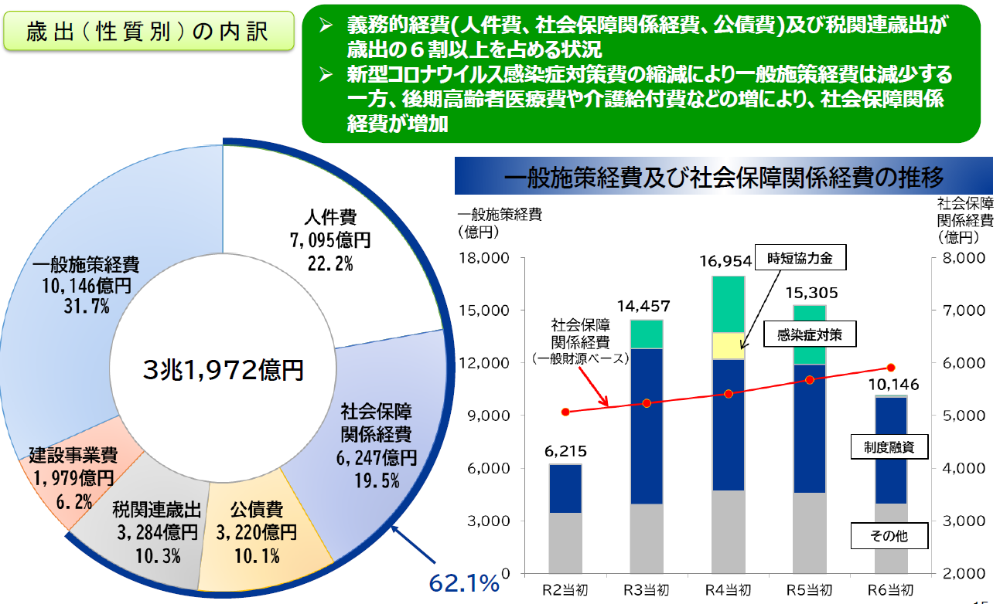 歳出(性質別)の内訳
➢ 義務的経費(人件費、社会保障関係経費、公債費)及び税関連歳出が
歳出の６割以上を占める状況
➢ 新型コロナウイルス感染症対策費の縮減により一般施策経費は減少する
一方、後期高齢者医療費や介護給付費などの増により、社会保障関係
経費が増加
人件費
7,095億円
22.2%
一般施策経費
10,146億円
31.7%
3兆1,972億円
社会保障
関係経費
6,247億円
19.5%
建設事業費
1,979億円
6.2%
税関連歳出
3,284億円
10.3%
公債費
3,220億円
10.1%
62.1%
一般施策経費及び社会保障関係経費の推移
一般施策経費
(億円)
社会保障
関係経費
(億円)
18,000
15,000
12,000
9,000
6,000
3,000
0
8,000
7,000
6,000
5,000
4,000
3,000
2,000
6,215
14,457
16,954
15,305
10,146
時短協力金
感染症対策
社会保障
関係経費
(一般財源ベース)
制度融資
その他
R2当初
R3当初
R4当初
R5当初
R6当初